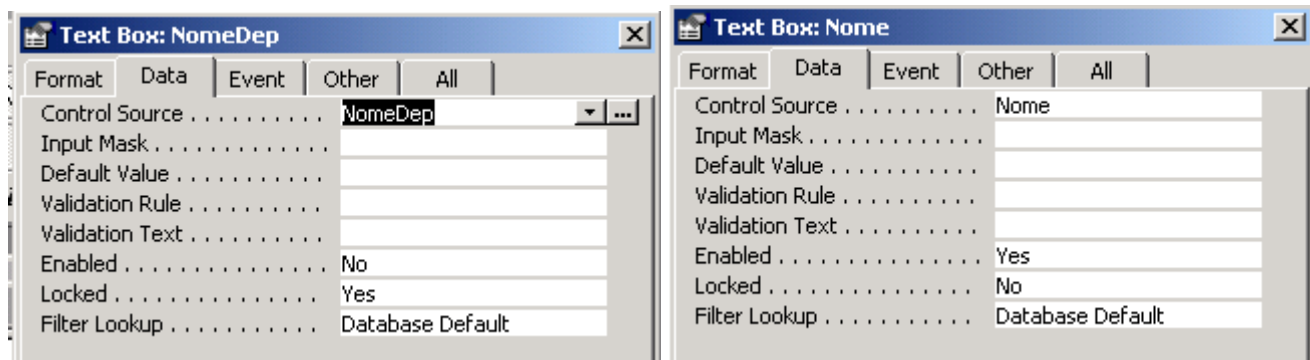 Text Box: NomeDep
Format Data Event Other All
Control Source . . . . . . . . . . NomeDep ...
Input Mask . . . . . . . . . . . . .
Default Value . . . . . . . . . . .
Validation Rule . . . . . . . . . .
Validation Text . . . . . . . . . .
Enabled . . . . . . . . . . . . . . . No
Locked . . . . . . . . . . . . . . . Yes
Filter Lookup . . . . . . . . . . . Database Default
Text Box: Nome
Format Data Event Other All
Control Source . . . . . . . . . . Nome
Input Mask . . . . . . . . . . . . .
Default Value . . . . . . . . . . .
Validation Rule . . . . . . . . . .
Validation Text . . . . . . . . . .
Enabled . . . . . . . . . . . . . . . Yes
Locked . . . . . . . . . . . . . . . No
Filter Lookup . . . . . . . . . . . Database Default